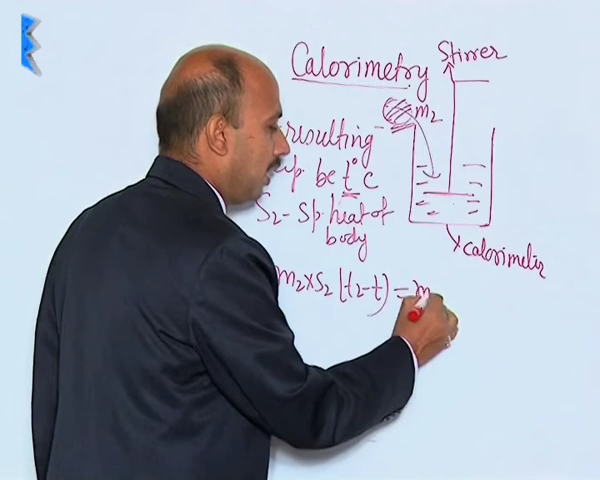 Calorimetry
Stirrer
m2
resulting
be t°c
S2 - Sp. heat of
body
calorimeter
m2 x S2 (t2 - t) = m